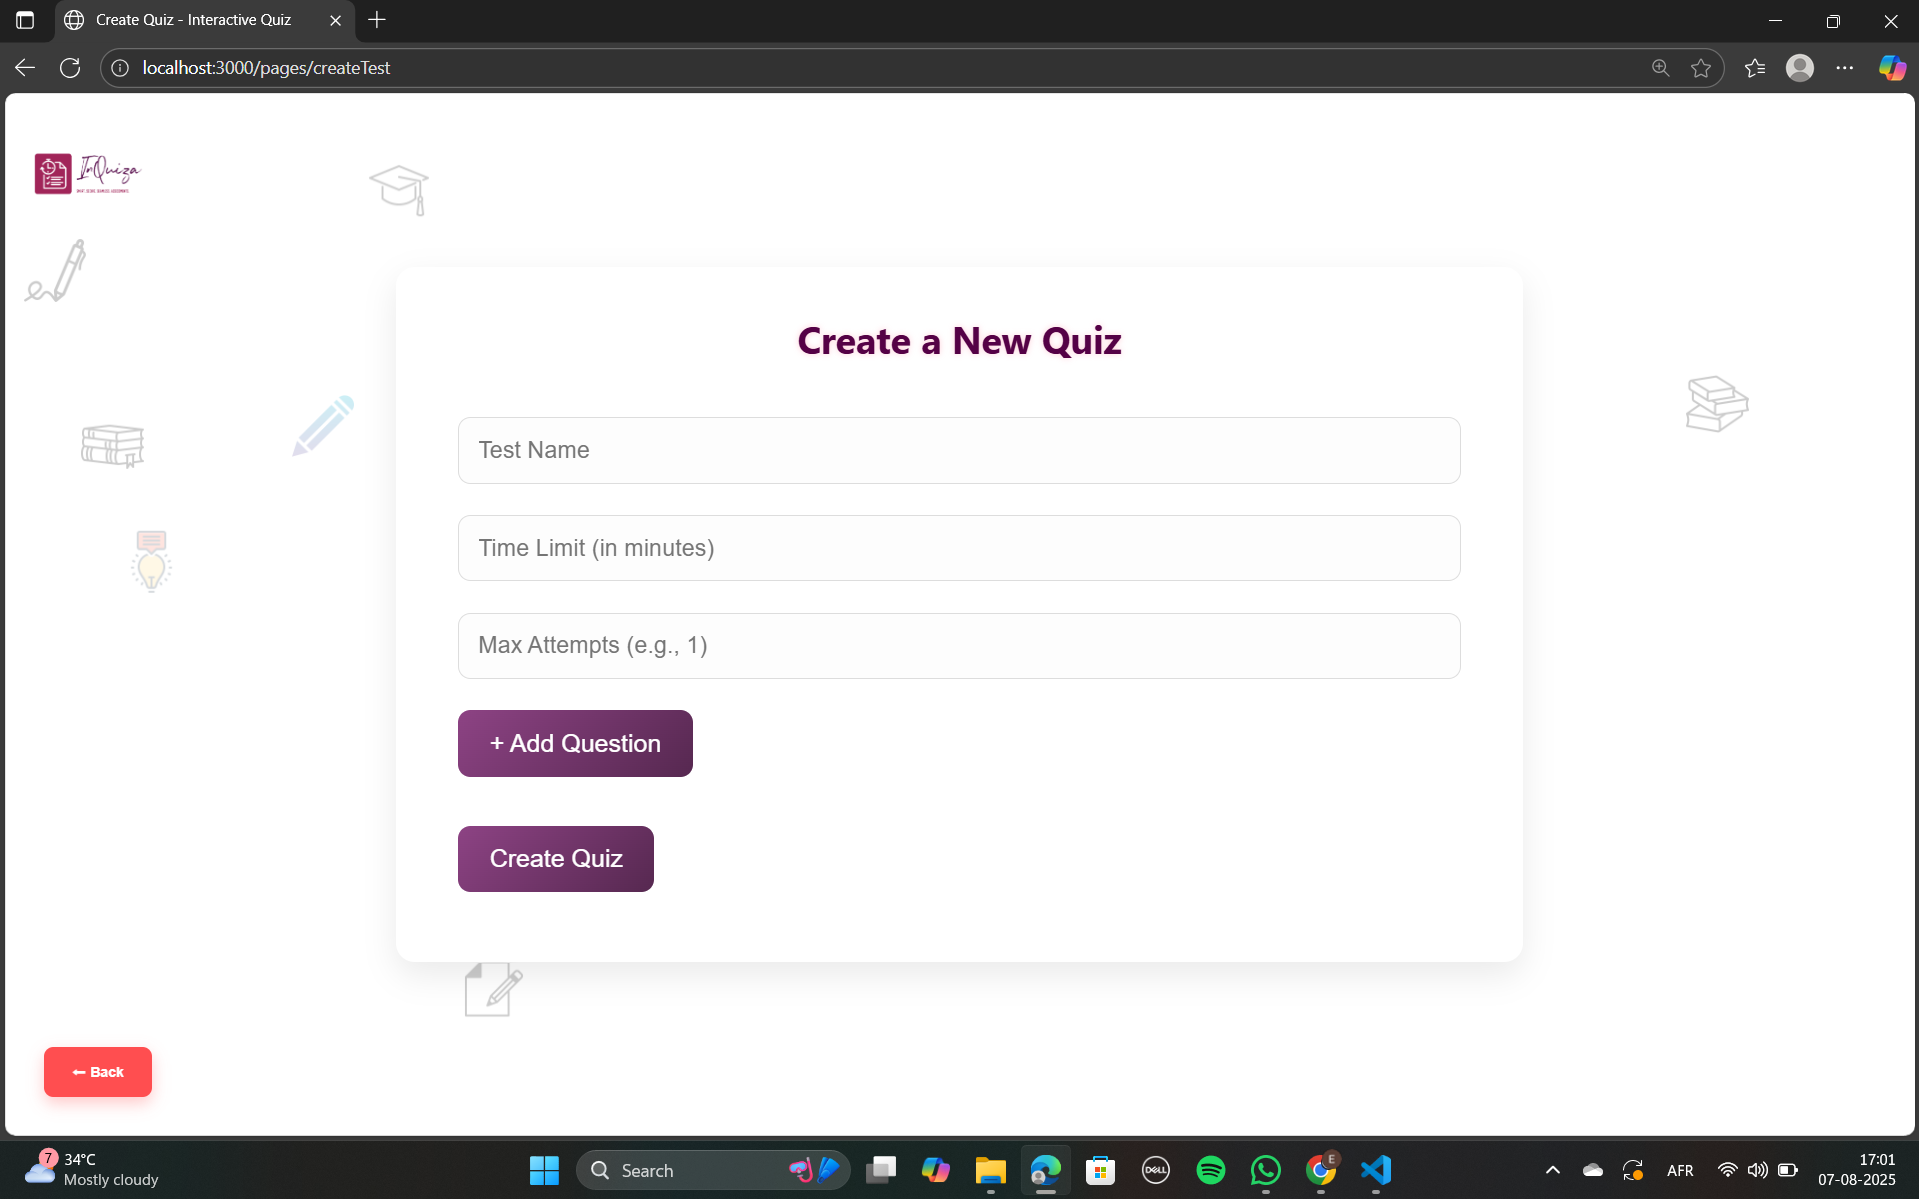 Create Quiz - Interactive Quiz
localhost:3000/pages/createTest
InQuiza
Create a New Quiz
Test Name
Time Limit (in minutes)
Max Attempts (e.g., 1)
+ Add Question
Create Quiz
← Back
7
34°C
Mostly cloudy
Search
DELL
E
AFR
17:01
07-08-2025